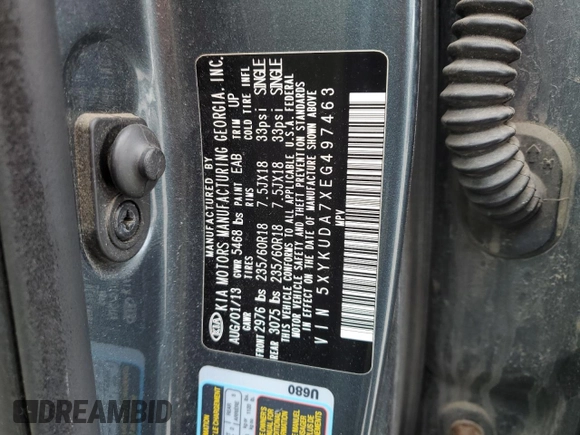 MANUFACTURED BY
KIA KIA MOTORS MANUFACTURING GEORGIA, INC.
AUG/01/13 GVWR 5468 lbs PAINT EAB TRIM UP
GAWR TIRES RIMS COLD TIRE INFL
FRONT 2976 lbs 235/60R18 7.5JX18 33psi SINGLE
REAR 3075 lbs 235/60R18 7.5JX18 33psi SINGLE
THIS VEHICLE CONFORMS TO ALL APPLICABLE U.S.A. FEDERAL
MOTOR VEHICLE SAFETY AND THEFT PREVENTION STANDARDS
IN EFFECT ON THE DATE OF MANUFACTURE SHOWN ABOVE
VIN 5XYKUDA7XEG497463
MPV
U680
DREAMBID